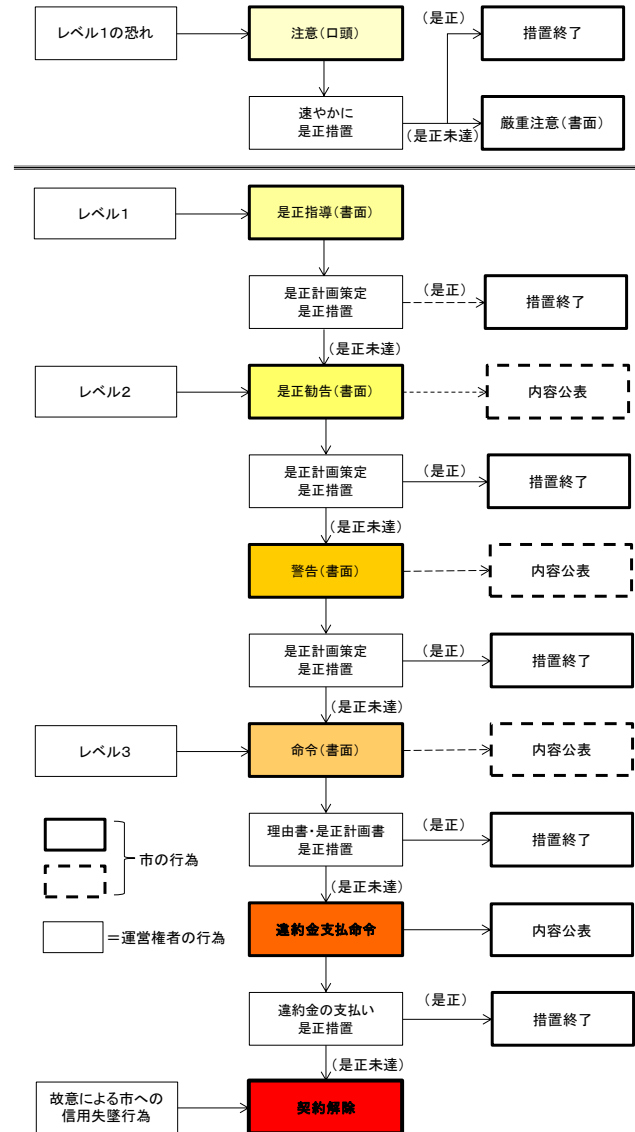 レベル1の恐れ
注意(口頭)
(是正)
措置終了
速やかに
是正措置
(是正未達)
厳重注意(書面)
レベル1
是正指導(書面)
是正計画策定
是正措置
(是正)
措置終了
(是正未達)
レベル2
是正勧告(書面)
内容公表
是正計画策定
是正措置
(是正)
措置終了
(是正未達)
警告(書面)
内容公表
是正計画策定
是正措置
(是正)
措置終了
(是正未達)
レベル3
命令(書面)
内容公表
理由書・是正計画書
是正措置
(是正)
措置終了
市の行為
(是正未達)
違約金支払命令
内容公表
=運営権者の行為
違約金の支払い
是正措置
(是正)
措置終了
(是正未達)
故意による市への
信用失墜行為
契約解除